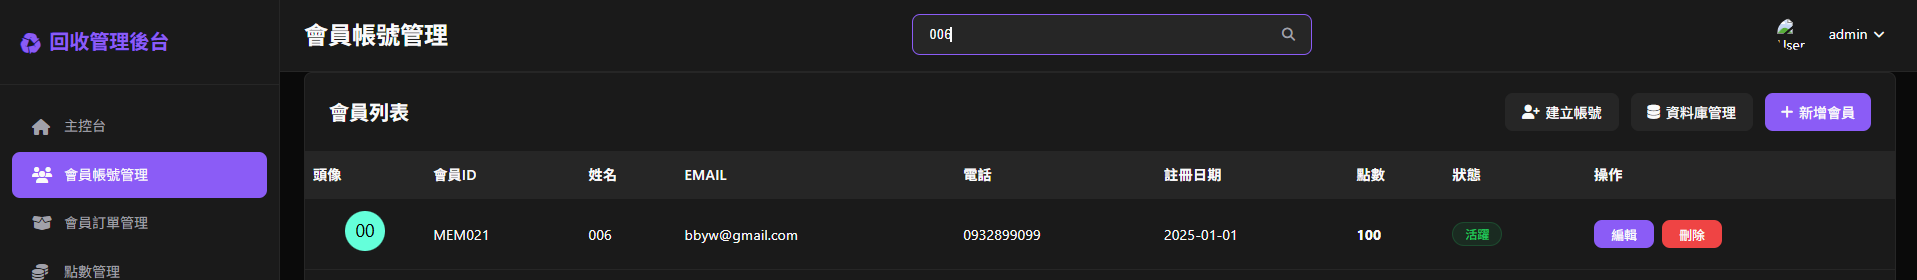 回收管理後台
會員帳號管理
006
User
admin
主控台
會員帳號管理
會員訂單管理
點數管理
會員列表
建立帳號
資料庫管理
新增會員
頭像 會員ID 姓名 EMAIL 電話 註冊日期 點數 狀態 操作
00 MEM021 006 bbyw@gmail.com 0932899099 2025-01-01 100 活躍 編輯 刪除